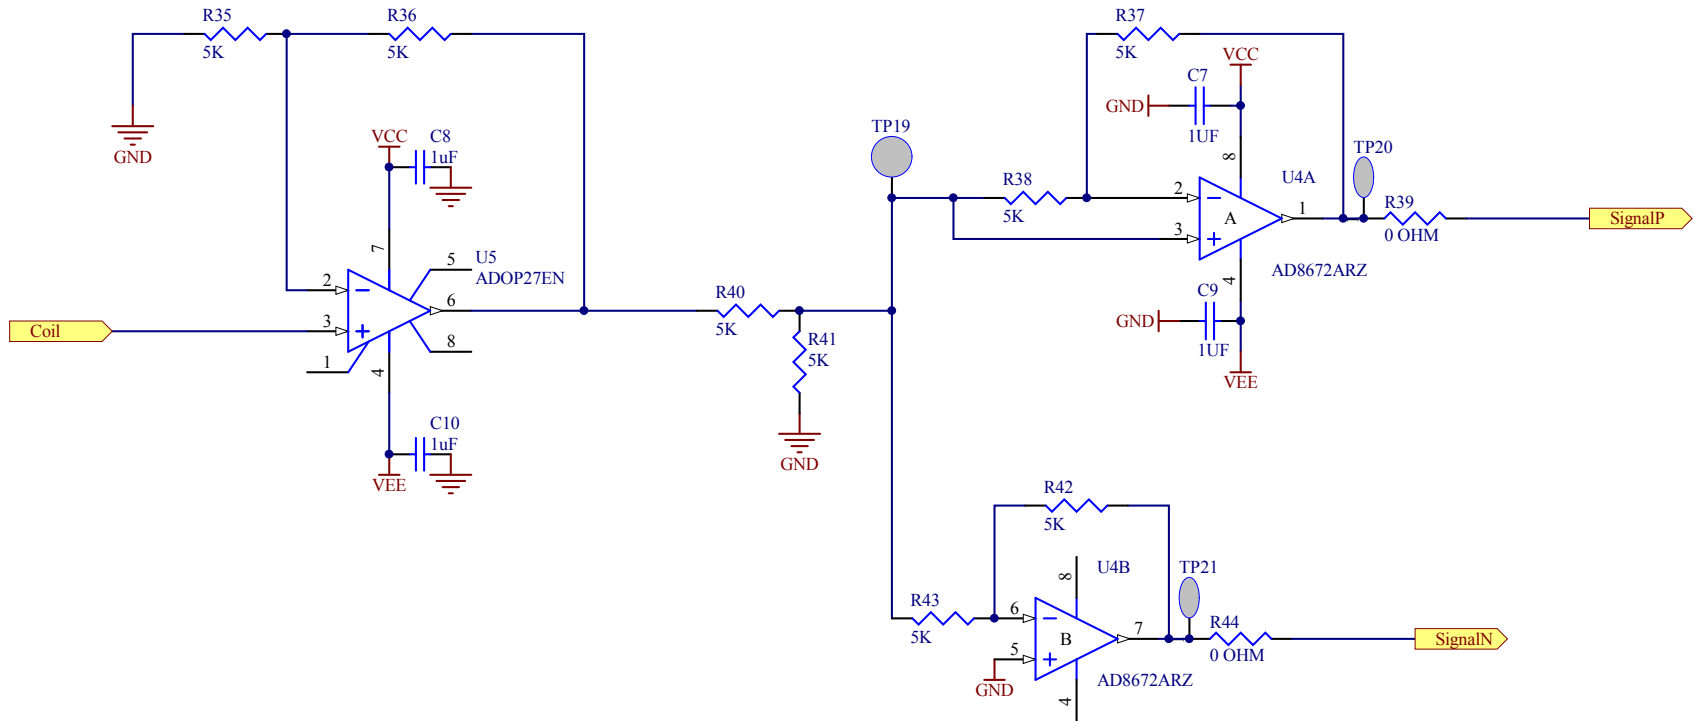 R35
5K
R36
5K
R37
5K
GND
VCC
C8
1uF
7
2
3
1
4
5
6
8
U5
ADOP27EN
Coil
C10
1uF
VEE
R40
5K
R41
5K
GND
TP19
R38
5K
VCC
C7
GND
1UF
8
2
3
A
1
4
U4A
AD8672ARZ
C9
GND
1UF
VEE
TP20
R39
0 OHM
SignalP
R42
5K
R43
5K
8
6
5
B
7
4
GND
U4B
AD8672ARZ
TP21
R44
0 OHM
SignalN